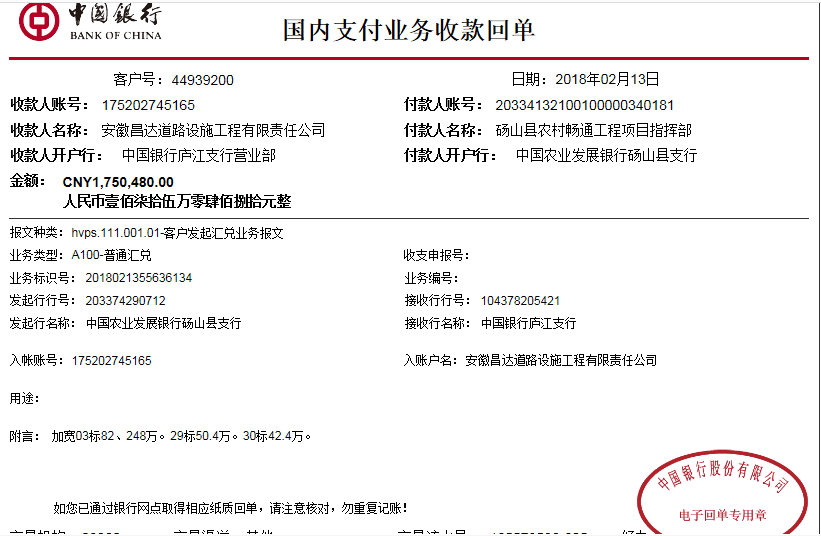 中國銀行
BANK OF CHINA
国内支付业务收款回单
客户号：44939200 日期：2018年02月13日
收款人账号：175202745165 付款人账号：20334132100100000340181
收款人名称：安徽昌达道路设施工程有限责任公司 付款人名称：砀山县农村畅通工程项目指挥部
收款人开户行：中国银行庐江支行营业部 付款人开户行：中国农业发展银行砀山县支行
金额：CNY1,750,480.00
人民币壹佰柒拾伍万零肆佰捌拾元整
报文种类：hvps.111.001.01-客户发起汇兑业务报文
业务类型：A100-普通汇兑 收支申报号：
业务标识号：2018021355636134 业务编号：
发起行行号：203374290712 接收行行号：104378205421
发起行名称：中国农业发展银行砀山县支行 接收行名称：中国银行庐江支行
入帐账号：175202745165 入账户名：安徽昌达道路设施工程有限责任公司
用途：
附言：加宽03标82、248万。29标50.4万。30标42.4万。
中国银行股份有限公司
电子回单专用章
如您已通过银行网点取得相应纸质回单，请注意核对，勿重复记账！